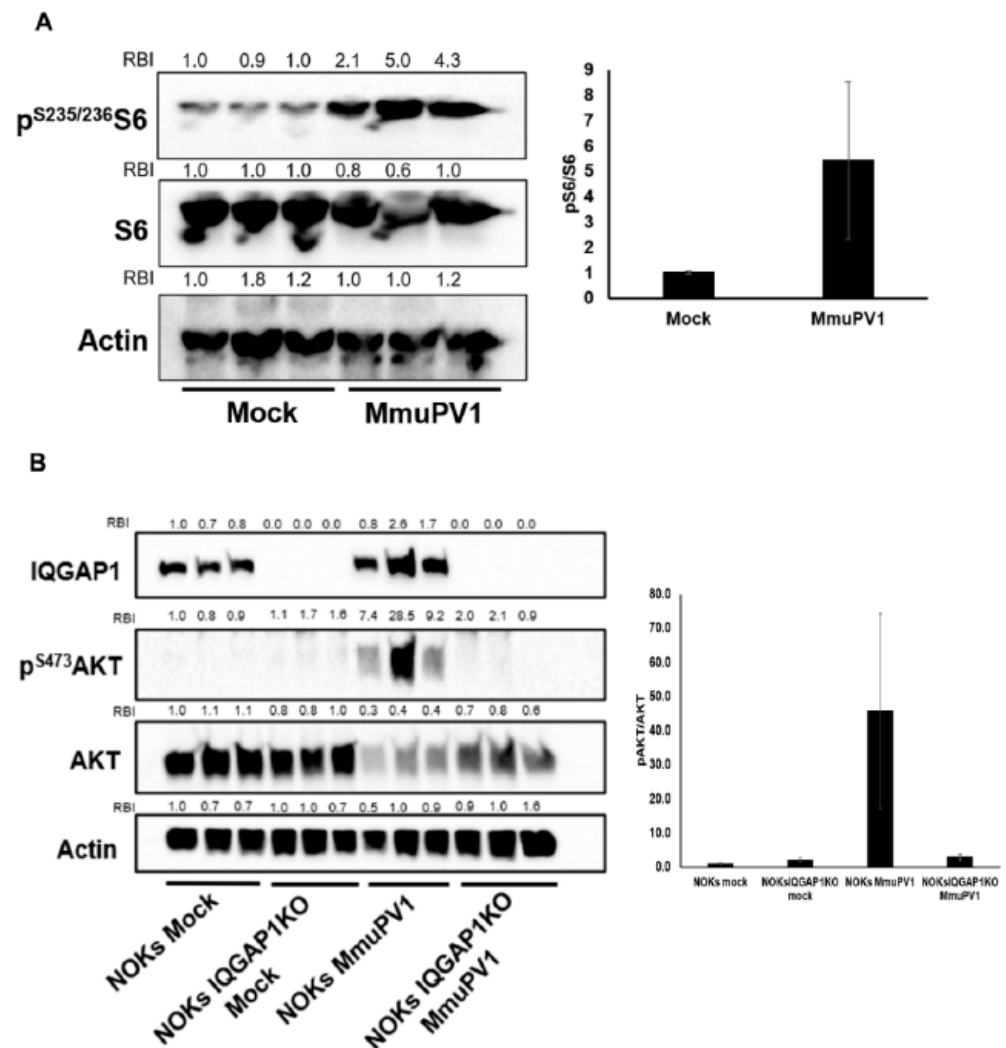 A
RBI 1.0 0.9 1.0 2.1 5.0 4.3
pS235/236S6
RBI 1.0 1.0 1.0 0.8 0.6 1.0
S6
RBI 1.0 1.8 1.2 1.0 1.0 1.2
Actin
Mock MmuPV1
9
8
7
6
5
4
3
2
1
0
pS6/S6
Mock MmuPV1
B
RBI 1.0 0.7 0.8 0.0 0.0 0.0 0.8 2.6 1.7 0.0 0.0 0.0
IQGAP1
RBI 1.0 0.8 0.9 1.1 1.7 1.6 7.4 28.5 9.2 2.0 2.1 0.9
pS473AKT
RBI 1.0 1.1 1.1 0.8 0.8 1.0 0.3 0.4 0.4 0.7 0.8 0.6
AKT
RBI 1.0 0.7 0.7 1.0 1.0 0.7 0.5 1.0 0.9 0.9 1.0 1.6
Actin
NOKs Mock
NOKs IQGAP1KO
Mock
NOKs MmuPV1
NOKs IQGAP1KO
MmuPV1
80.0
70.0
60.0
50.0
40.0
30.0
20.0
10.0
0.0
pAKT/AKT
NOKs mock NOKsIQGAP1KO NOKs MmuPV1 NOKsIQGAP1KO
mock MmuPV1